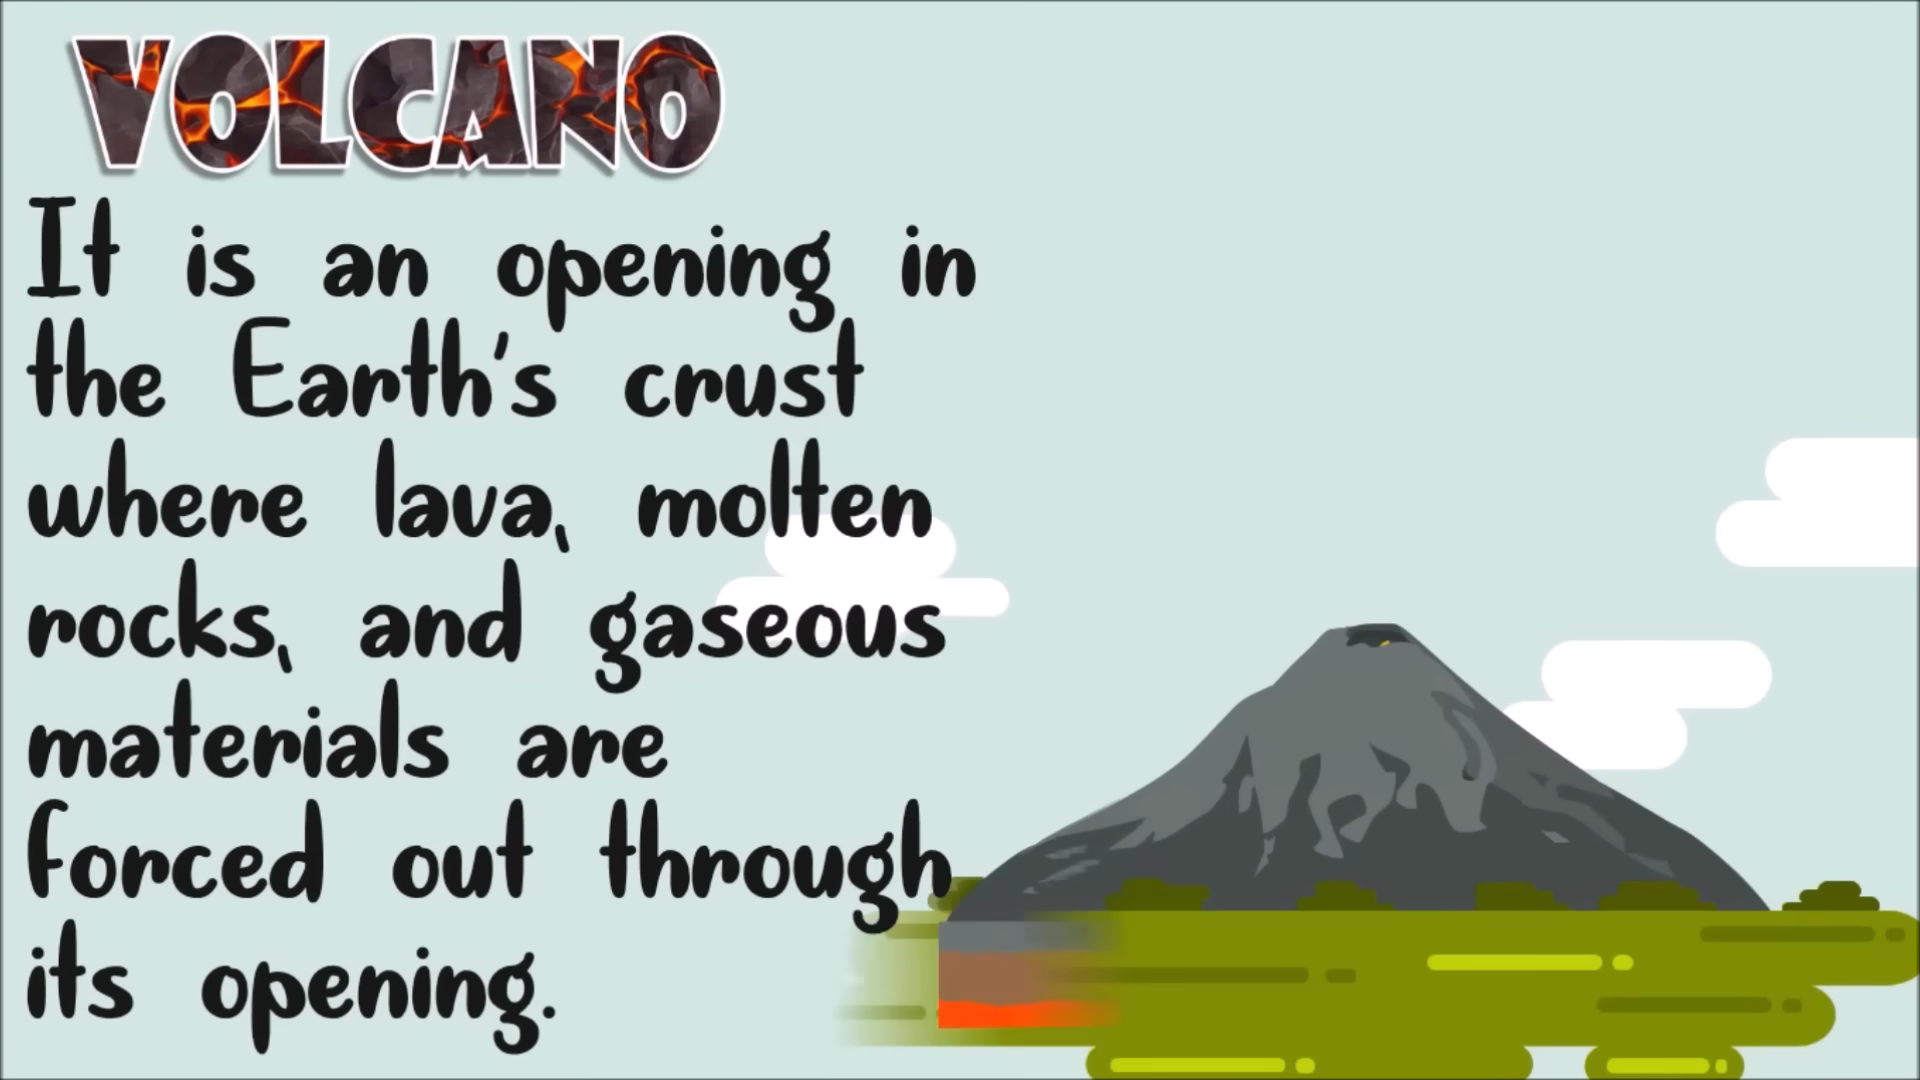 VOLCANO
It is an opening in
the Earth's crust
where lava, molten
rocks, and gaseous
materials are
forced out through
its opening.